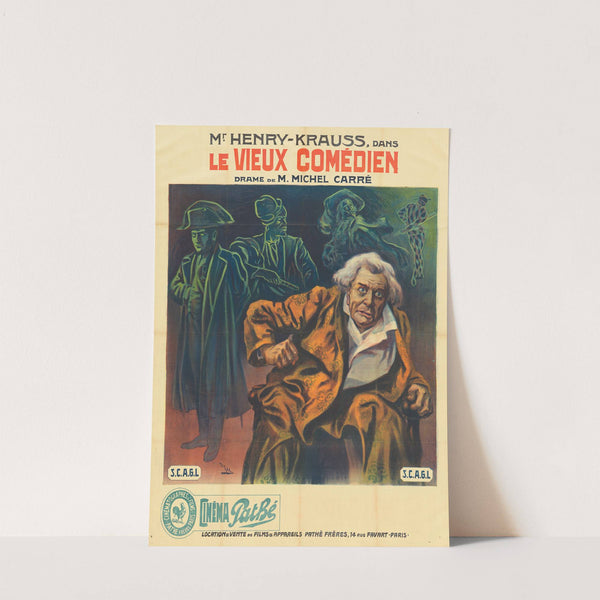 Mr HENRY-KRAUSS, DANS
LE VIEUX COMÉDIEN
DRAME DE M. MICHEL CARRÉ
S.C.A.G.L
S.C.A.G.L
CINÉMA PATHÉ
LOCATION & VENTE DE FILMS & APPAREILS PATHÉ FRÈRES, 14 RUE FAVART - PARIS -